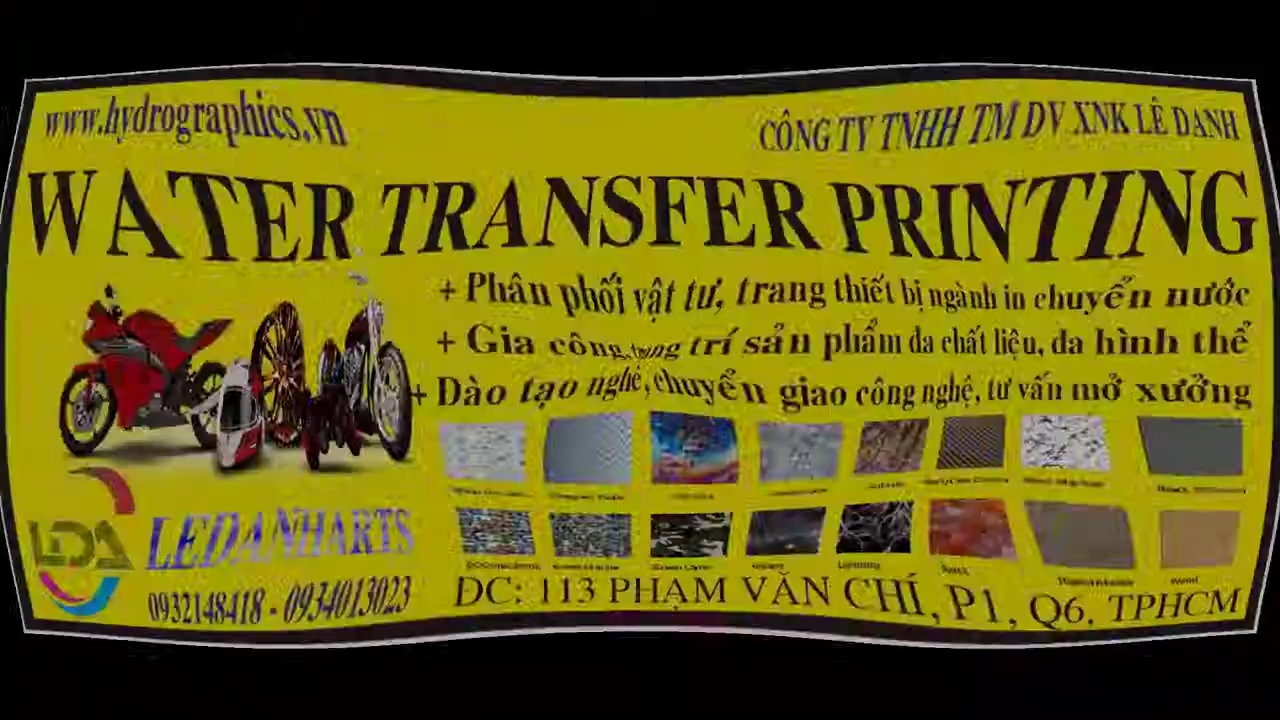 www.hydrographics.vn
CÔNG TY TNHH TM DV XNK LÊ DANH
WATER TRANSFER PRINTING
+ Phân phối vật tư, trang thiết bị ngành in chuyển nước
+ Gia công, trang trí sản phẩm đa chất liệu, đa hình thể
+ Đào tạo nghề, chuyển giao công nghệ, tư vấn mở xưởng
LDA
LEDANHARTS
0932148418 - 0934013023
ĐC: 113 PHẠM VĂN CHÍ, P1, Q6, TPHCM